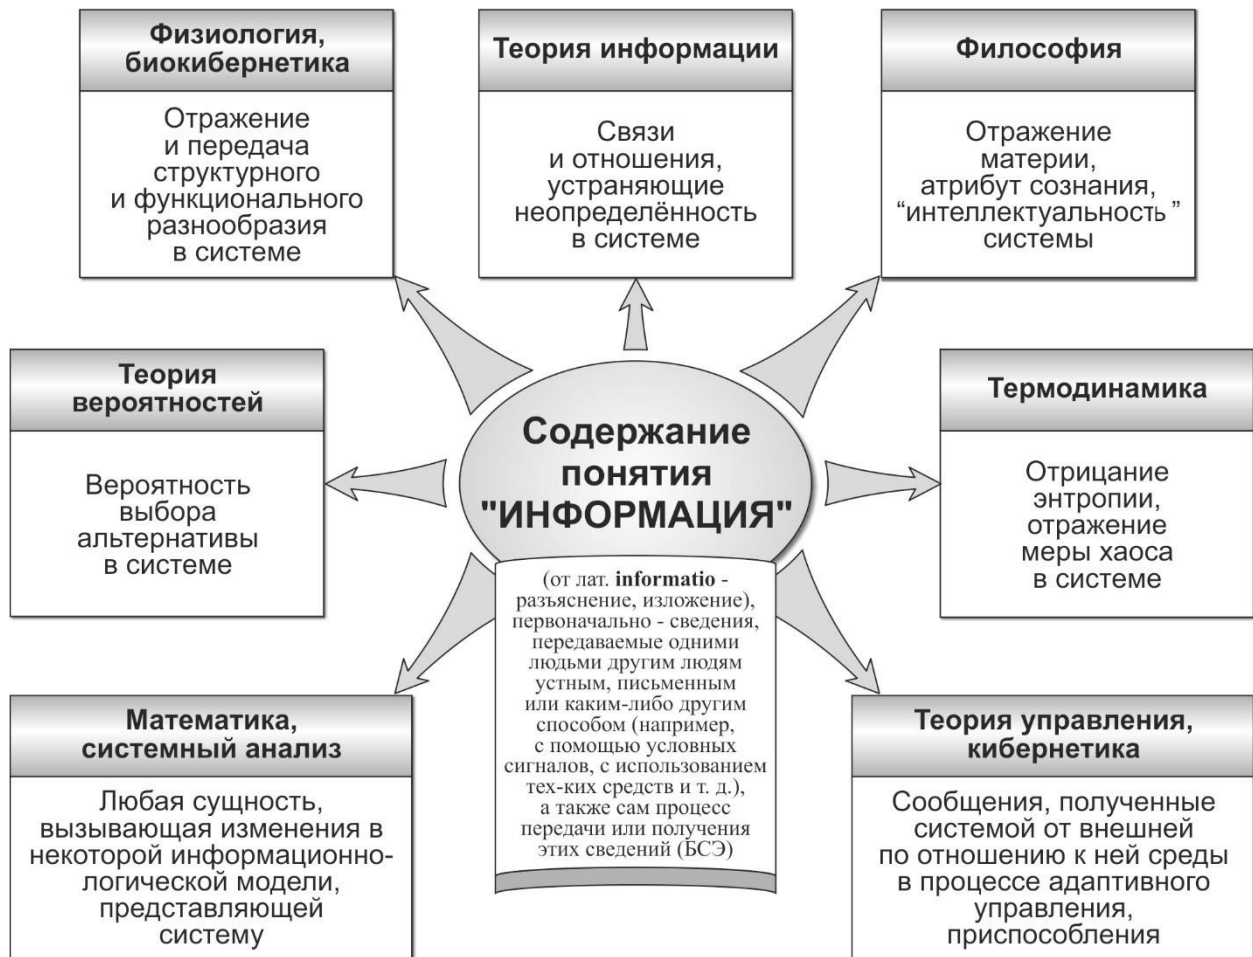 Физиология,
биокибернетика
Отражение
и передача
структурного
и функционального
разнообразия
в системе
Теория информации
Связи
и отношения,
устраняющие
неопределённость
в системе
Философия
Отражение
материи,
атрибут сознания,
“интеллектуальность”
системы
Теория
вероятностей
Вероятность
выбора
альтернативы
в системе
Содержание
понятия
"ИНФОРМАЦИЯ"
(от лат. informatio -
разъяснение, изложение),
первоначально - сведения,
передаваемые одними
людьми другим людям
устным, письменным
или каким-либо другим
способом (например,
с помощью условных
сигналов, с использованием
тех-ких средств и т. д.),
а также сам процесс
передачи или получения
этих сведений (БСЭ)
Термодинамика
Отрицание
энтропии,
отражение
меры хаоса
в системе
Математика,
системный анализ
Любая сущность,
вызывающая изменения в
некоторой информационно-
логической модели,
представляющей
систему
Теория управления,
кибернетика
Сообщения, полученные
системой от внешней
по отношению к ней среды
в процессе адаптивного
управления,
приспособления